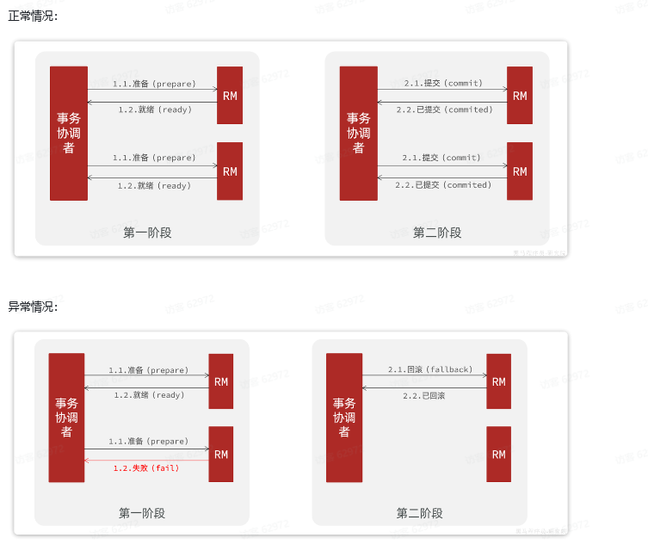 正常情况：
1.1.准备 (prepare)
1.2.就绪 (ready)
事务
协调
者
RM
1.1.准备 (prepare)
1.2.就绪 (ready)
RM
第一阶段
2.1.提交 (commit)
2.2.已提交 (commited)
事务
协调
者
RM
2.1.提交 (commit)
2.2.已提交 (commited)
RM
第二阶段
异常情况：
1.1.准备 (prepare)
1.2.就绪 (ready)
事务
协调
者
RM
1.1.准备 (prepare)
1.2.失败 (fail)
RM
第一阶段
2.1.回滚 (fallback)
2.2.已回滚
事务
协调
者
RM
RM
第二阶段